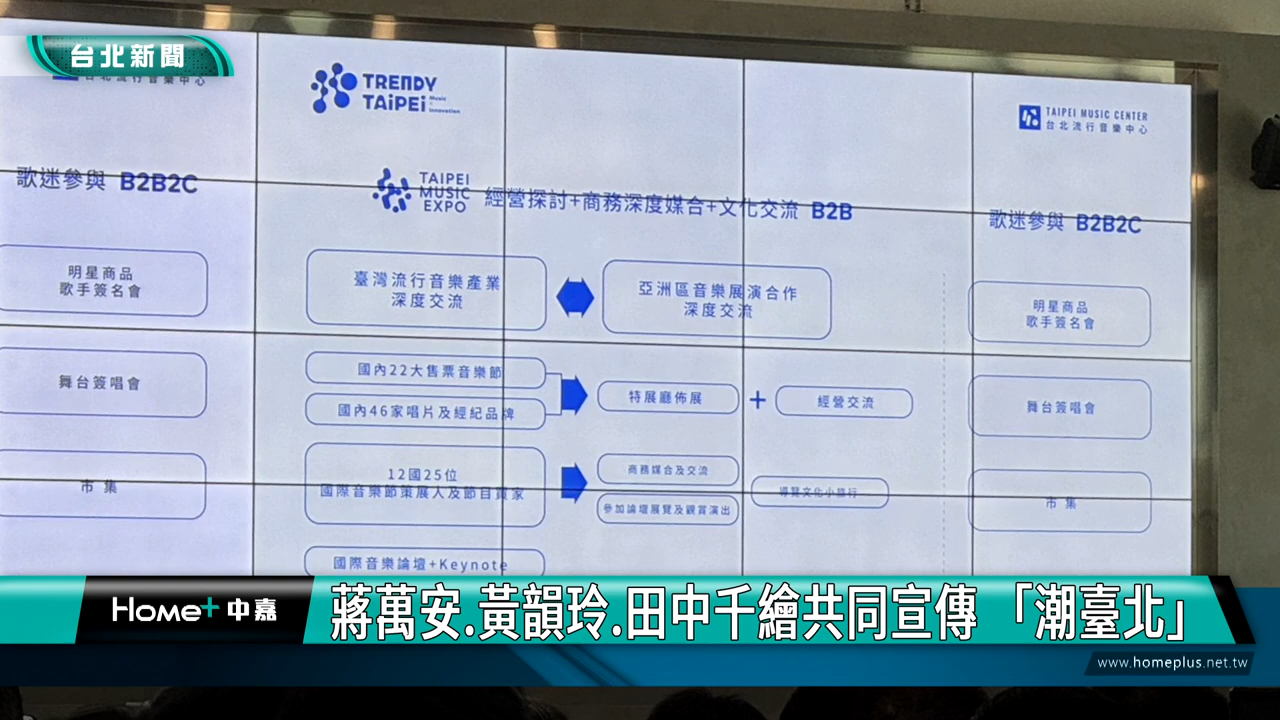 台北新聞
台北流行音樂中心
TRENDY
TAIPEI
Music
Innovation
TAIPEI MUSIC CENTER
台北流行音樂中心
歌迷參與 B2B2C
TAIPEI
MUSIC
EXPO
經營探討+商務深度媒合+文化交流 B2B
歌迷參與 B2B2C
明星商品
歌手簽名會
臺灣流行音樂產業
深度交流
亞洲區音樂展演合作
深度交流
明星商品
歌手簽名會
舞台簽唱會
國內22大售票音樂節
國內46家唱片及經紀品牌
特展廳佈展
+
經營交流
舞台簽唱會
市 集
12國25位
國際音樂節策展人及節目買家
商務媒合及交流
參加論壇展覽及觀賞演出
導覽文化小旅行
市 集
國際音樂論壇+Keynote
Home+ 中嘉
蔣萬安.黃韻玲.田中千繪共同宣傳 「潮臺北」
www.homeplus.net.tw